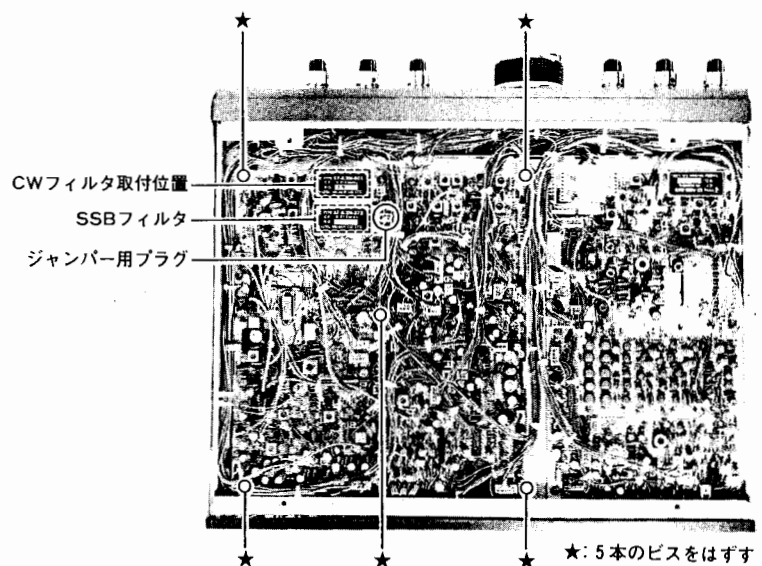 ★ ★
CWフィルタ取付位置
SSBフィルタ
ジャンパー用プラグ
★ ★ ★
★: 5本のビスをはずす